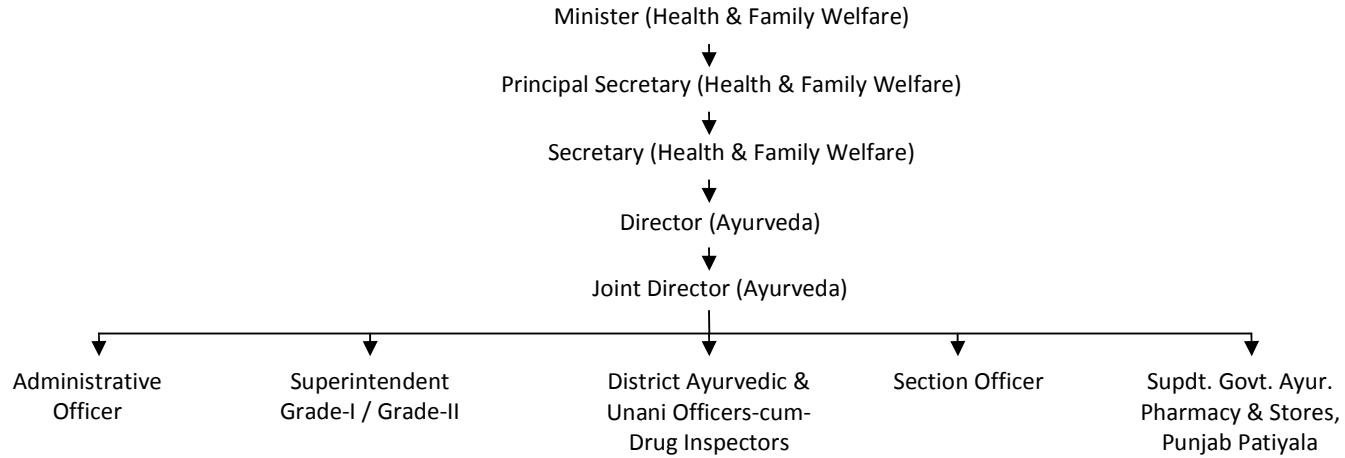 Minister (Health & Family Welfare)
Principal Secretary (Health & Family Welfare)
Secretary (Health & Family Welfare)
Director (Ayurveda)
Joint Director (Ayurveda)
Administrative
Officer
Superintendent
Grade-I / Grade-II
District Ayurvedic &
Unani Officers-cum-
Drug Inspectors
Section Officer
Supdt. Govt. Ayur.
Pharmacy & Stores,
Punjab Patiyala